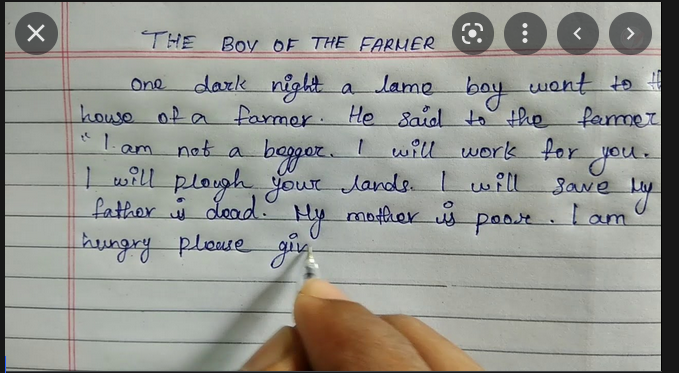 THE BOY OF THE FARMER
One dark night a lame boy went to th
house of a farmer. He said to the farmer
"I am not a beggar. I will work for you.
I will plough your lands. I will save My
father is dead. My mother is poor. I am
hungry please giv